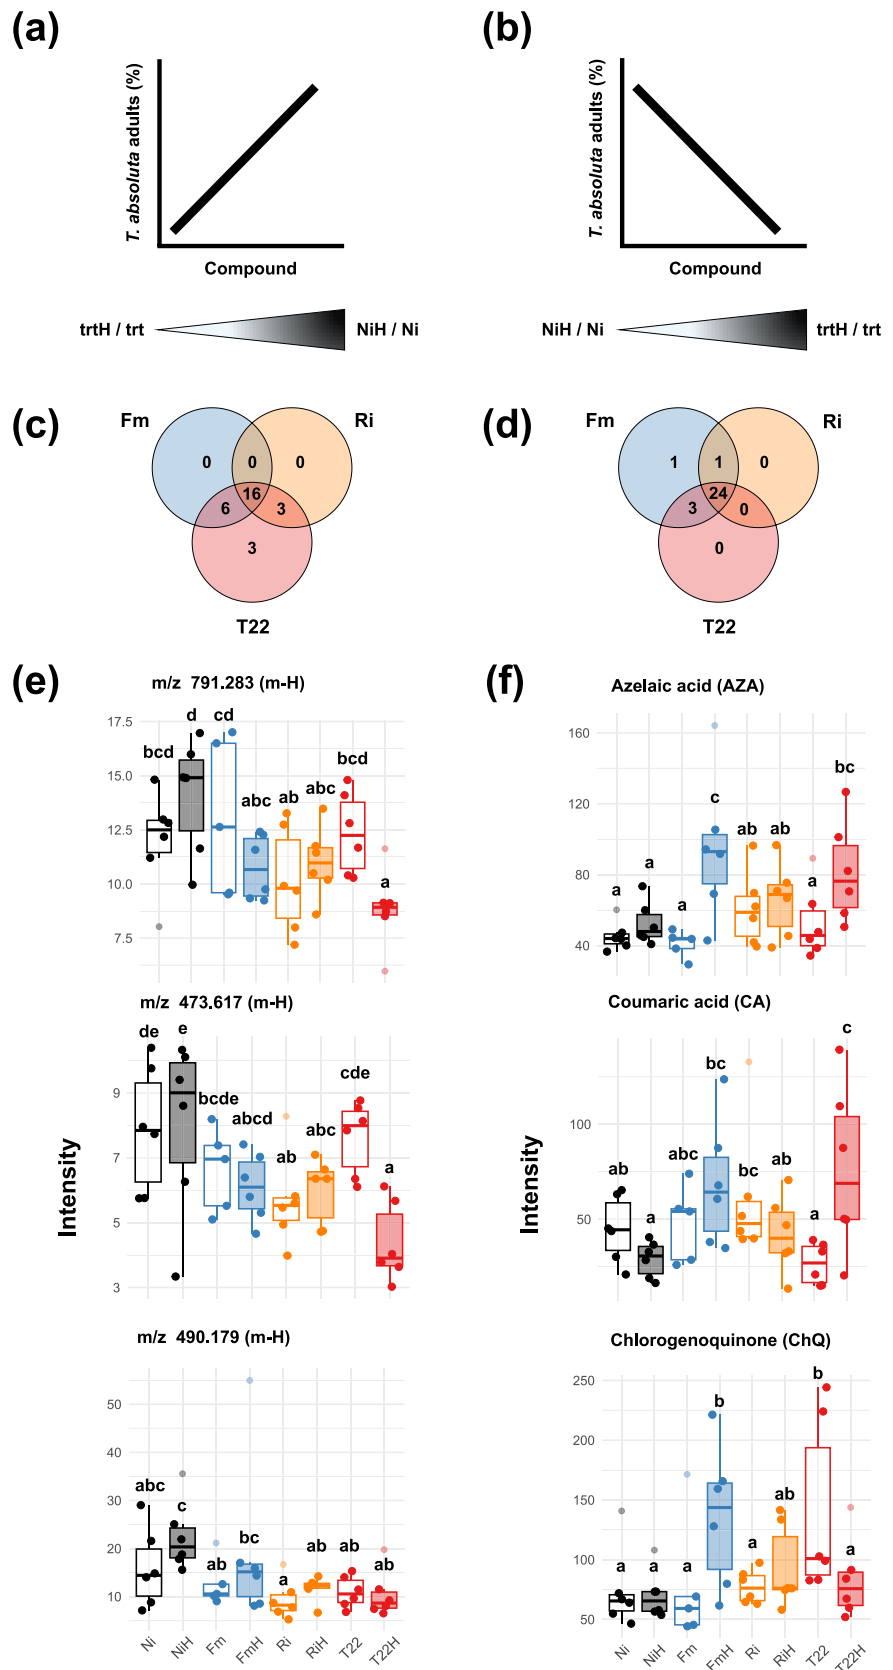 (a)
(b)
T. absoluta adults (%)
T. absoluta adults (%)
Compound
Compound
trtH / trt
NiH / Ni
NiH / Ni
trtH / trt
(c)
Fm
Ri
0
0
0
16
6
3
3
T22
(d)
Fm
Ri
1
1
0
24
3
0
0
T22
(e)
(f)
Intensity
m/z 791.283 (m-H)
17.5
15.0
12.5
10.0
7.5
bcd
d
cd
abc
ab
abc
bcd
a
Azelaic acid (AZA)
160
120
80
40
a
a
a
c
ab
ab
a
bc
m/z 473.617 (m-H)
9
7
5
3
de
e
bcde
abcd
ab
abc
cde
a
Coumaric acid (CA)
100
50
ab
a
abc
bc
bc
ab
a
c
m/z 490.179 (m-H)
55
45
35
25
20
10
abc
c
ab
bc
a
ab
ab
ab
Ni
NiH
Fm
FmH
Ri
RiH
T22
T22H
Chlorogenoquinone (ChQ)
250
200
150
100
50
a
a
a
b
a
ab
b
a
Ni
NiH
Fm
FmH
Ri
RiH
T22
T22H